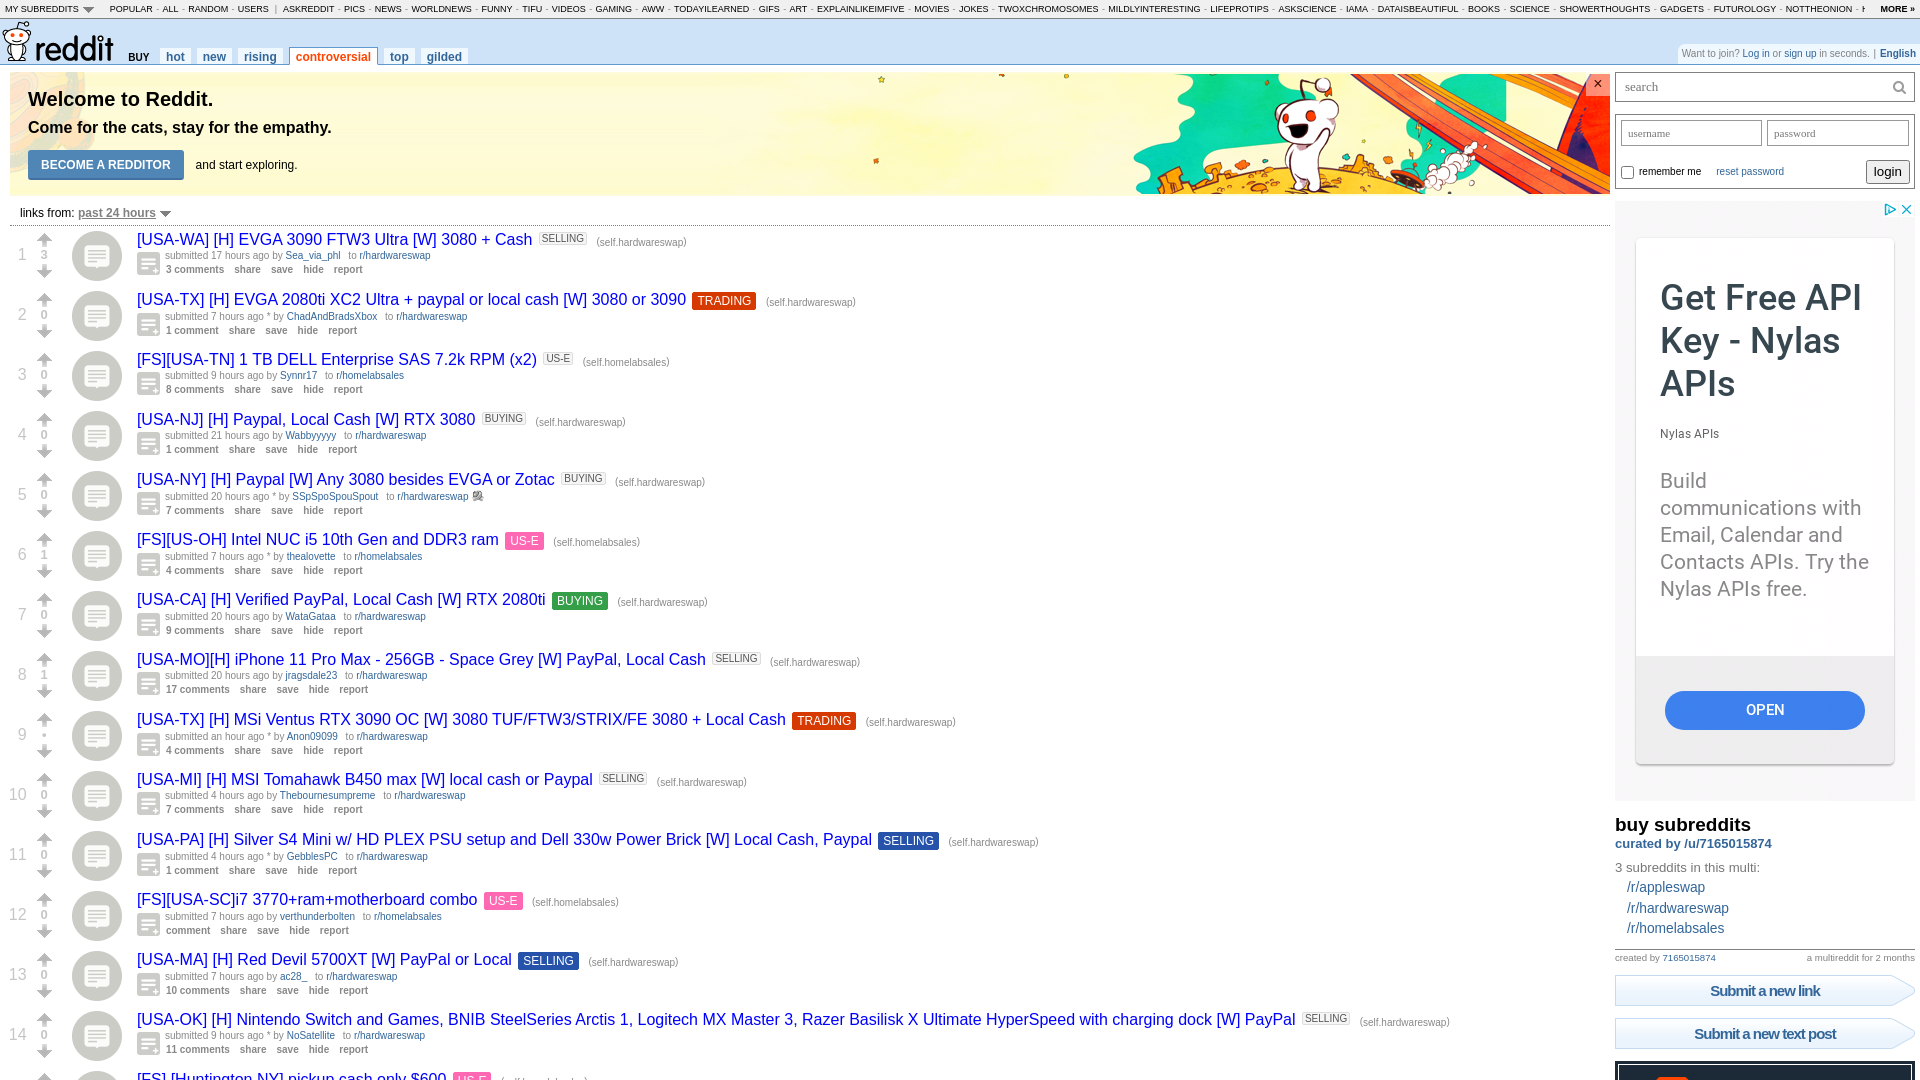 MY SUBREDDITS POPULAR - ALL - RANDOM - USERS | ASKREDDIT - PICS - NEWS - WORLDNEWS - FUNNY - TIFU - VIDEOS - GAMING - AWW - TODAYILEARNED - GIFS - ART - EXPLAINLIKEIMFIVE - MOVIES - JOKES - TWOXCHROMOSOMES - MILDLYINTERESTING - LIFEPROTIPS - ASKSCIENCE - IAMA - DATAISBEAUTIFUL - BOOKS - SCIENCE - SHOWERTHOUGHTS - GADGETS - FUTUROLOGY - NOTTHEONION - MORE »
reddit BUY hot new rising controversial top gilded
Want to join? Log in or sign up in seconds. | English
Welcome to Reddit.
Come for the cats, stay for the empathy.
BECOME A REDDITOR and start exploring.
×
search
username password
remember me reset password login
links from: past 24 hours
1 3 [USA-WA] [H] EVGA 3090 FTW3 Ultra [W] 3080 + Cash SELLING (self.hardwareswap)
submitted 17 hours ago by Sea_via_phl to r/hardwareswap
3 comments share save hide report
2 0 [USA-TX] [H] EVGA 2080ti XC2 Ultra + paypal or local cash [W] 3080 or 3090 TRADING (self.hardwareswap)
submitted 7 hours ago * by ChadAndBradsXbox to r/hardwareswap
1 comment share save hide report
3 0 [FS][USA-TN] 1 TB DELL Enterprise SAS 7.2k RPM (x2) US-E (self.homelabsales)
submitted 9 hours ago by Synnr17 to r/homelabsales
8 comments share save hide report
4 0 [USA-NJ] [H] Paypal, Local Cash [W] RTX 3080 BUYING (self.hardwareswap)
submitted 21 hours ago by Wabbyyyyy to r/hardwareswap
1 comment share save hide report
5 0 [USA-NY] [H] Paypal [W] Any 3080 besides EVGA or Zotac BUYING (self.hardwareswap)
submitted 20 hours ago * by SSpSpoSpouSpout to r/hardwareswap
7 comments share save hide report
6 1 [FS][US-OH] Intel NUC i5 10th Gen and DDR3 ram US-E (self.homelabsales)
submitted 7 hours ago * by thealovette to r/homelabsales
4 comments share save hide report
7 0 [USA-CA] [H] Verified PayPal, Local Cash [W] RTX 2080ti BUYING (self.hardwareswap)
submitted 20 hours ago by WataGataa to r/hardwareswap
9 comments share save hide report
8 1 [USA-MO][H] iPhone 11 Pro Max - 256GB - Space Grey [W] PayPal, Local Cash SELLING (self.hardwareswap)
submitted 20 hours ago by jragsdale23 to r/hardwareswap
17 comments share save hide report
9 • [USA-TX] [H] MSi Ventus RTX 3090 OC [W] 3080 TUF/FTW3/STRIX/FE 3080 + Local Cash TRADING (self.hardwareswap)
submitted an hour ago * by Anon09099 to r/hardwareswap
4 comments share save hide report
10 0 [USA-MI] [H] MSI Tomahawk B450 max [W] local cash or Paypal SELLING (self.hardwareswap)
submitted 4 hours ago by Thebournesumpreme to r/hardwareswap
7 comments share save hide report
11 0 [USA-PA] [H] Silver S4 Mini w/ HD PLEX PSU setup and Dell 330w Power Brick [W] Local Cash, Paypal SELLING (self.hardwareswap)
submitted 4 hours ago * by GebblesPC to r/hardwareswap
1 comment share save hide report
12 0 [FS][USA-SC]i7 3770+ram+motherboard combo US-E (self.homelabsales)
submitted 7 hours ago by verthunderbolten to r/homelabsales
comment share save hide report
13 0 [USA-MA] [H] Red Devil 5700XT [W] PayPal or Local SELLING (self.hardwareswap)
submitted 7 hours ago by ac28_ to r/hardwareswap
10 comments share save hide report
14 0 [USA-OK] [H] Nintendo Switch and Games, BNIB SteelSeries Arctis 1, Logitech MX Master 3, Razer Basilisk X Ultimate HyperSpeed with charging dock [W] PayPal SELLING (self.hardwareswap)
submitted 9 hours ago * by NoSatellite to r/hardwareswap
11 comments share save hide report
[FS] [Huntington NY] pickup cash only $600 US-E (self.homelabsales)
Get Free API
Key - Nylas
APIs
Nylas APIs
Build
communications with
Email, Calendar and
Contacts APIs. Try the
Nylas APIs free.
OPEN
buy subreddits
curated by /u/7165015874
3 subreddits in this multi:
/r/appleswap
/r/hardwareswap
/r/homelabsales
created by 7165015874 a multireddit for 2 months
Submit a new link
Submit a new text post